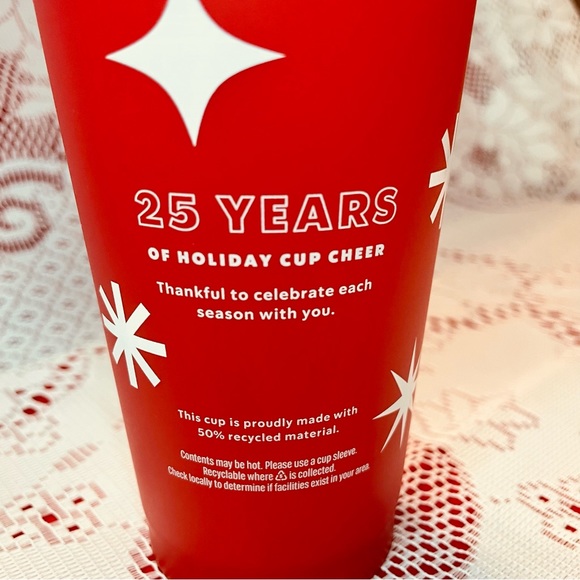 25 YEARS
OF HOLIDAY CUP CHEER
Thankful to celebrate each
season with you.
This cup is proudly made with
50% recycled material.
Contents may be hot. Please use a cup sleeve.
Recyclable where ♷ is collected.
Check locally to determine if facilities exist in your area.